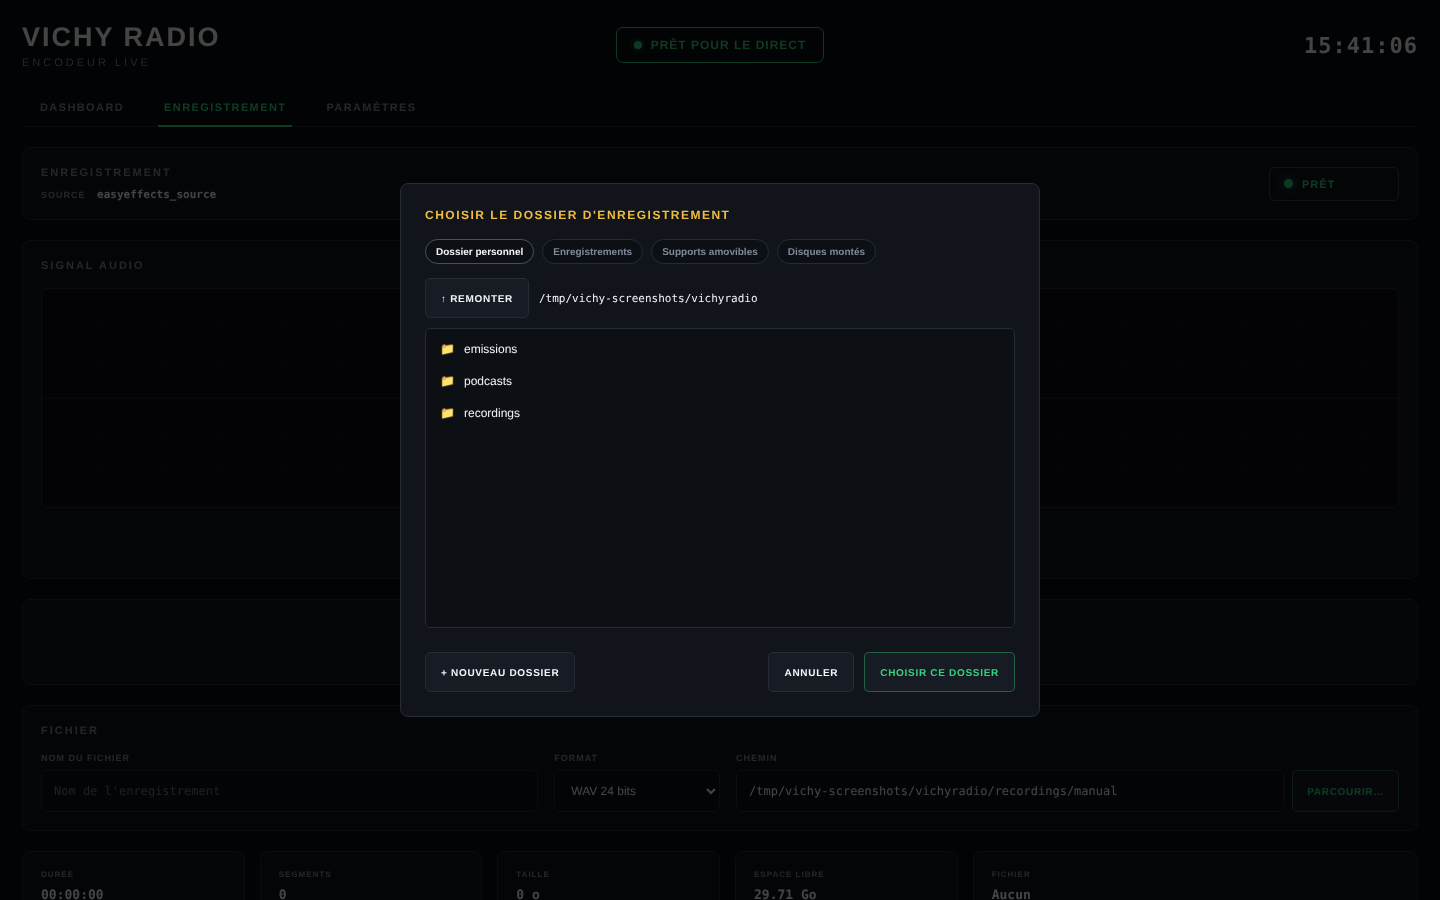 VICHY RADIO
ENCODEUR LIVE
PRÊT POUR LE DIRECT
15:41:06
DASHBOARD
ENREGISTREMENT
PARAMÈTRES
ENREGISTREMENT
SOURCE easyeffects_source
PRÊT
SIGNAL AUDIO
CHOISIR LE DOSSIER D'ENREGISTREMENT
Dossier personnel
Enregistrements
Supports amovibles
Disques montés
↑ REMONTER
/tmp/vichy-screenshots/vichyradio
emissions
podcasts
recordings
+ NOUVEAU DOSSIER
ANNULER
CHOISIR CE DOSSIER
FICHIER
NOM DU FICHIER
Nom de l'enregistrement
FORMAT
WAV 24 bits
CHEMIN
/tmp/vichy-screenshots/vichyradio/recordings/manual
PARCOURIR...
DURÉE
00:00:00
SEGMENTS
0
TAILLE
0 o
ESPACE LIBRE
29.71 Go
FICHIER
Aucun